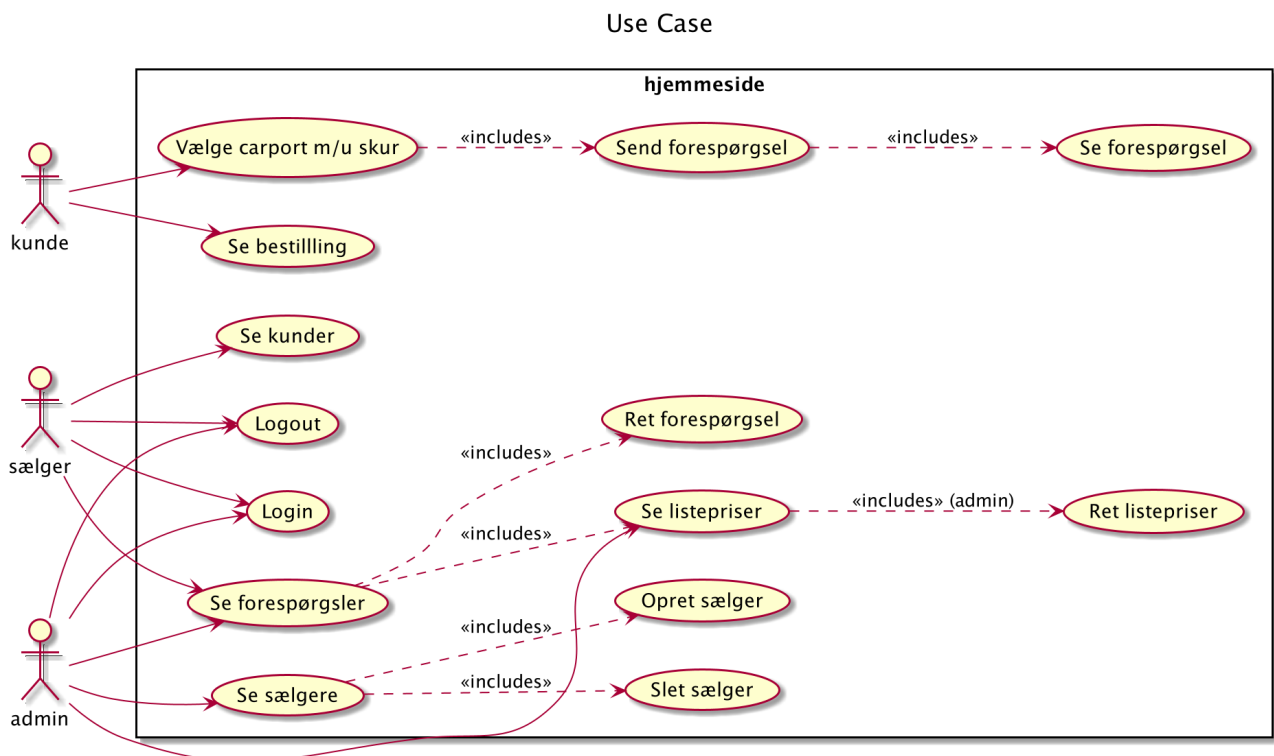 Use Case
hjemmeside
Vælge carport m/u skur
«includes»
Send forespørgsel
«includes»
Se forespørgsel
kunde
Se bestillling
Se kunder
Logout
Ret forespørgsel
«includes»
sælger
Login
Se listepriser
«includes» (admin)
Ret listepriser
«includes»
Se forespørgsler
Opret sælger
«includes»
Se sælgere
«includes»
Slet sælger
admin